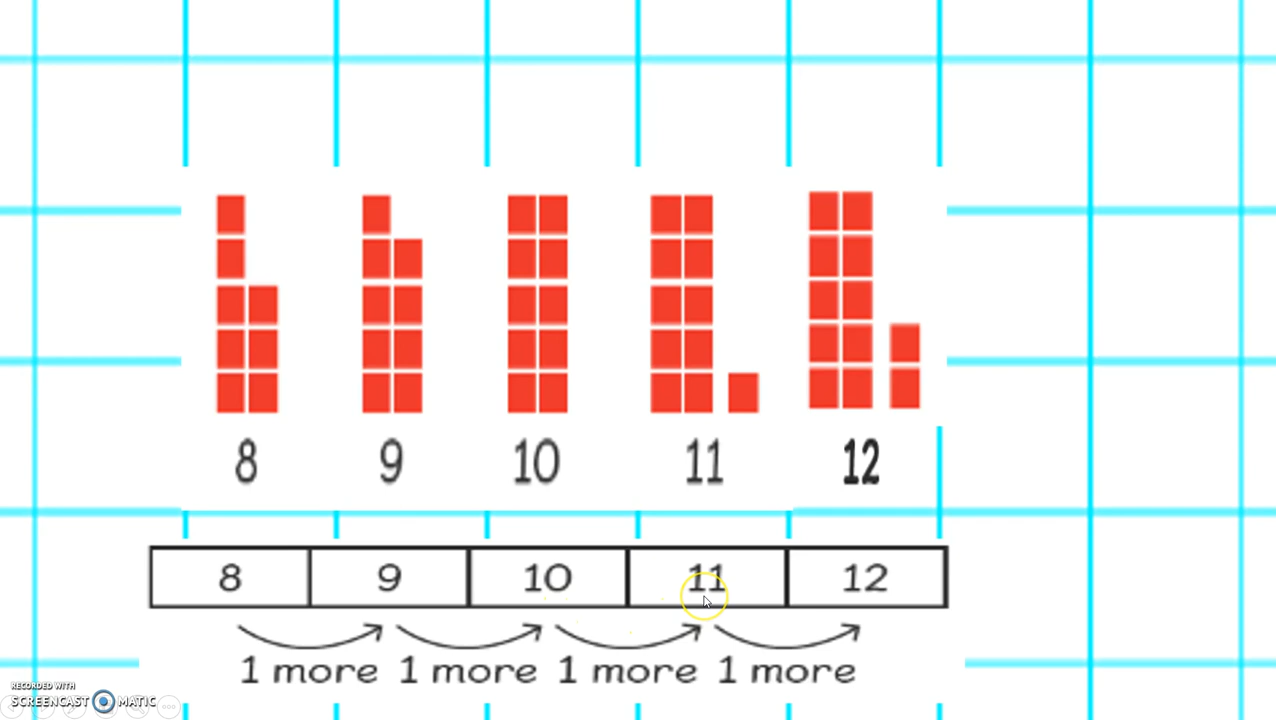 8 9 10 11 12
8 9 10 11 12
1 more 1 more 1 more 1 more
RECORDED WITH
SCREENCAST MATIC